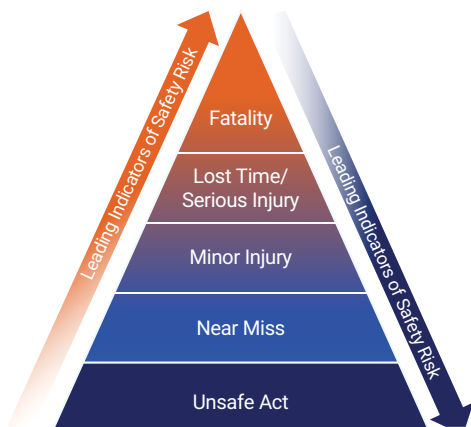 Leading Indicators of Safety Risk
Fatality
Lost Time/
Serious Injury
Minor Injury
Near Miss
Unsafe Act
Leading Indicators of Safety Risk